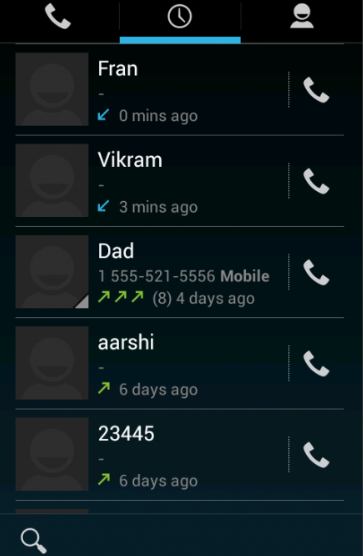 Fran
-
0 mins ago
Vikram
-
3 mins ago
Dad
1 555-521-5556 Mobile
(8) 4 days ago
aarshi
-
6 days ago
23445
-
6 days ago